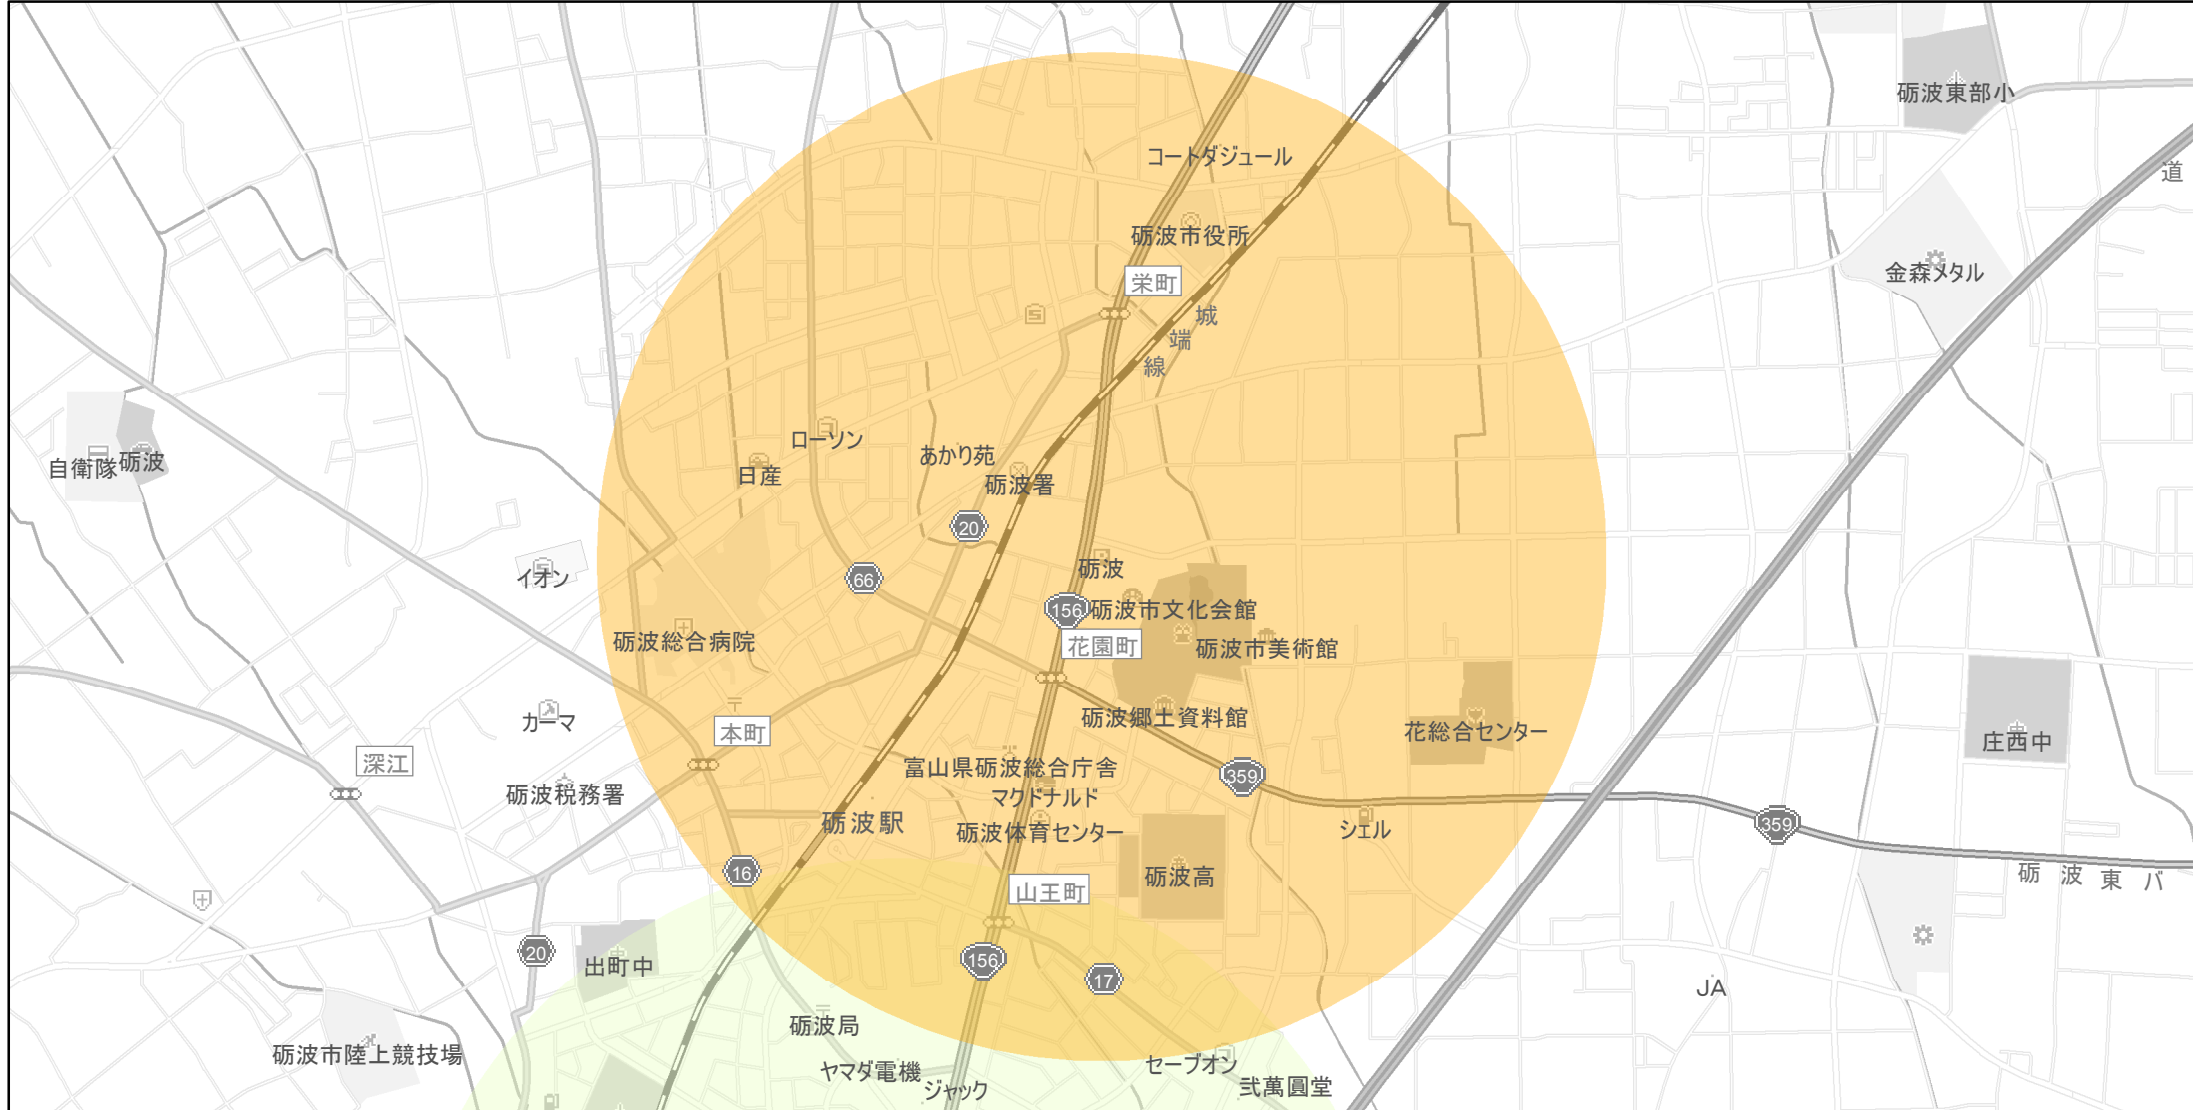 砺波東部小
コートダジュール
道
砺波市役所
金森メタル
栄町
城
端
線
ローソン
あかり苑
自衛隊
砺波
日産
砺波署
20
イオン
66
砺波
156
砺波市文化会館
砺波総合病院
花園町
砺波市美術館
カーマ
本町
砺波郷土資料館
花総合センター
庄西中
深江
富山県砺波総合庁舎
359
砺波税務署
マクドナルド
砺波駅
砺波体育センター
シェル
359
16
砺波高
砺波東バ
山王町
20
出町中
156
17
JA
砺波局
砺波市陸上競技場
ヤマダ電機
セーブオン
ジャック
弐萬圓堂